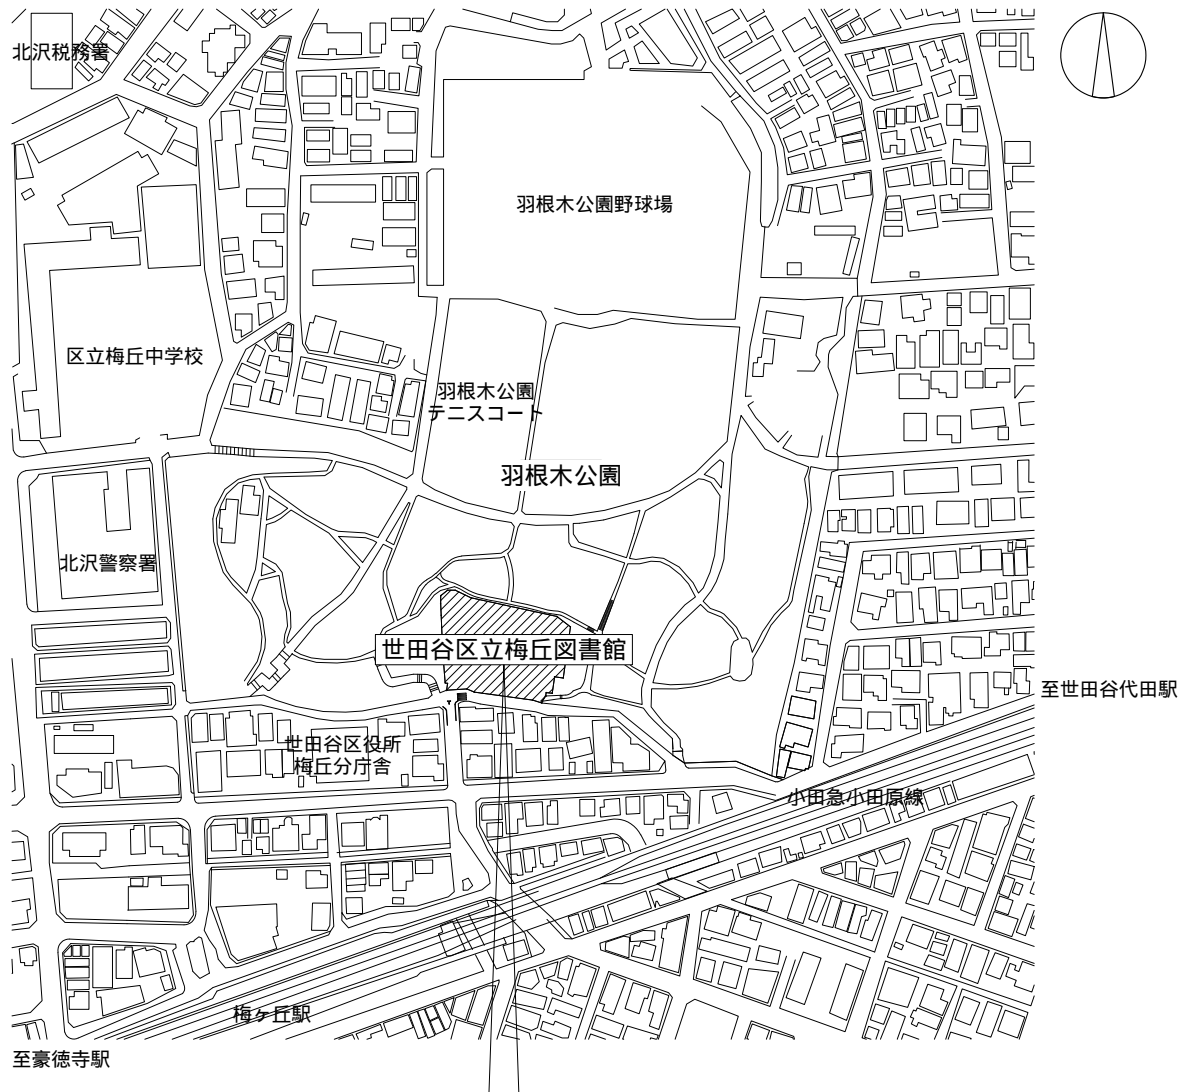 北沢税務署
羽根木公園野球場
区立梅丘中学校
羽根木公園
テニスコート
羽根木公園
北沢警察署
世田谷区立梅丘図書館
至世田谷代田駅
世田谷区役所
梅丘分庁舎
小田急小田原線
梅ヶ丘駅
至豪徳寺駅